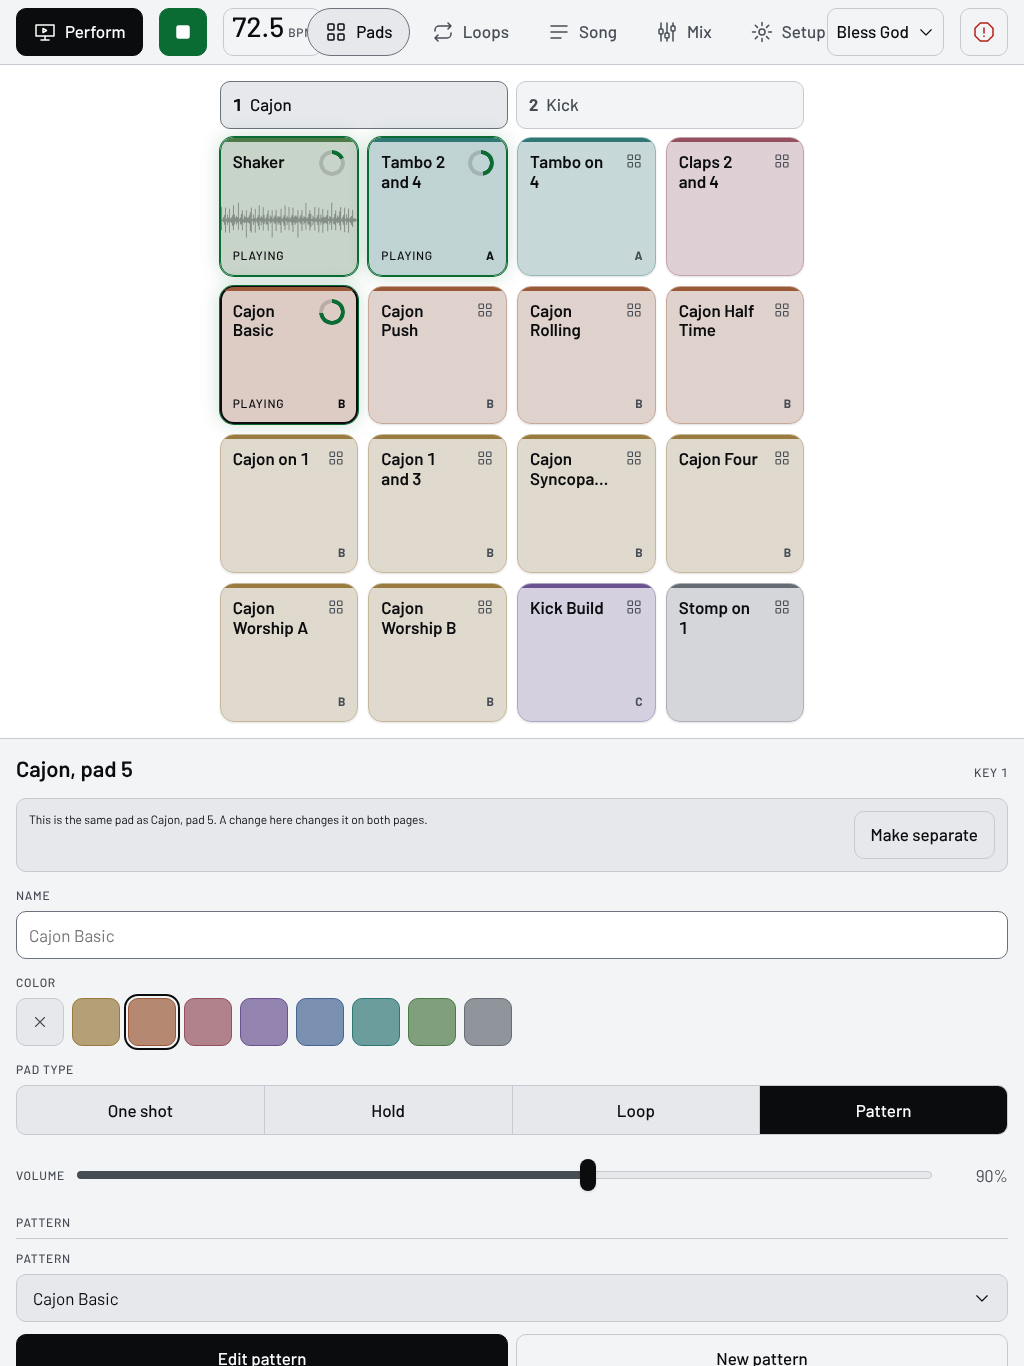 Perform
72.5 BPM
Pads
Loops
Song
Mix
Setup
Bless God
1 Cajon
2 Kick
Shaker
PLAYING
Tambo 2
and 4
PLAYING A
Tambo on
4
A
Claps 2
and 4
Cajon
Basic
PLAYING B
Cajon
Push
B
Cajon
Rolling
B
Cajon Half
Time
B
Cajon on 1
B
Cajon 1
and 3
B
Cajon
Syncopa...
B
Cajon Four
B
Cajon
Worship A
B
Cajon
Worship B
B
Kick Build
C
Stomp on
1
Cajon, pad 5
KEY 1
This is the same pad as Cajon, pad 5. A change here changes it on both pages.
Make separate
NAME
Cajon Basic
COLOR
PAD TYPE
One shot
Hold
Loop
Pattern
VOLUME
90%
PATTERN
PATTERN
Cajon Basic
Edit pattern
New pattern